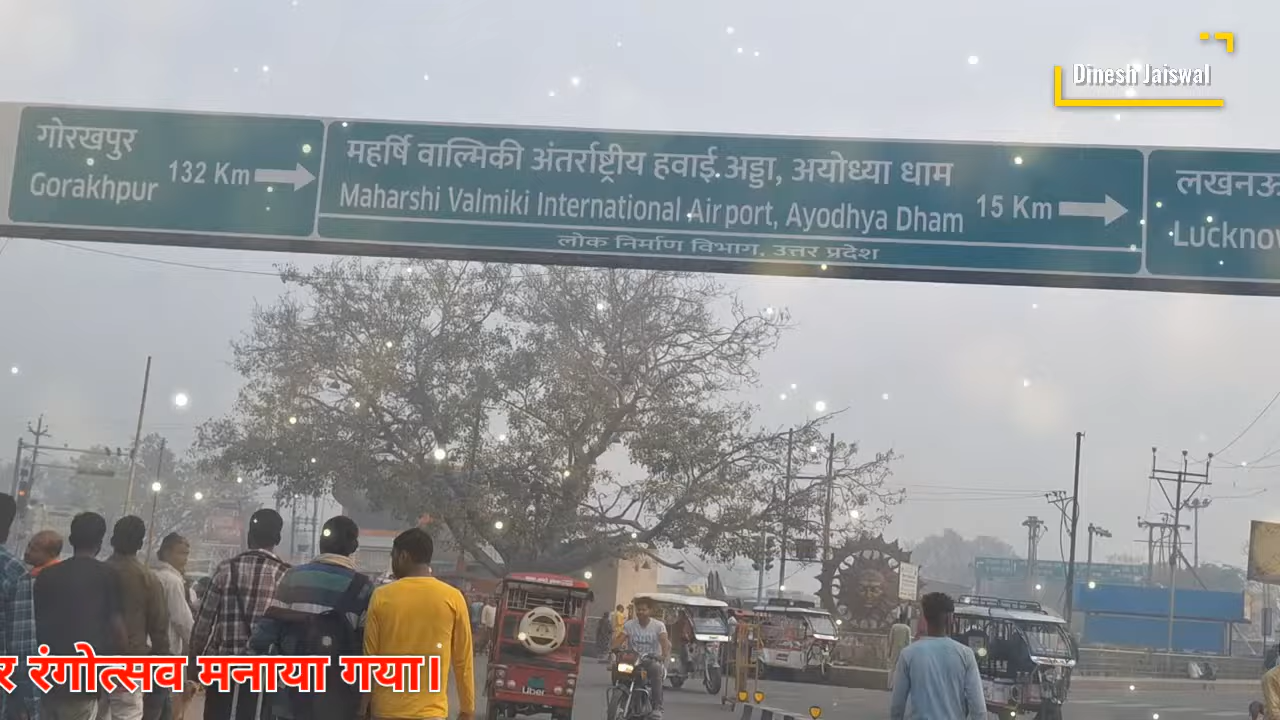 Dinesh Jaiswal
गोरखपुर
Gorakhpur
132 Km
महर्षि वाल्मिकी अंतर्राष्ट्रीय हवाई अड्डा, अयोध्या धाम
Maharshi Valmiki International Airport, Ayodhya Dham
15 Km
लोक निर्माण विभाग, उत्तर प्रदेश
लखनऊ
Lucknow
Uber
र रंगोत्सव मनाया गया।